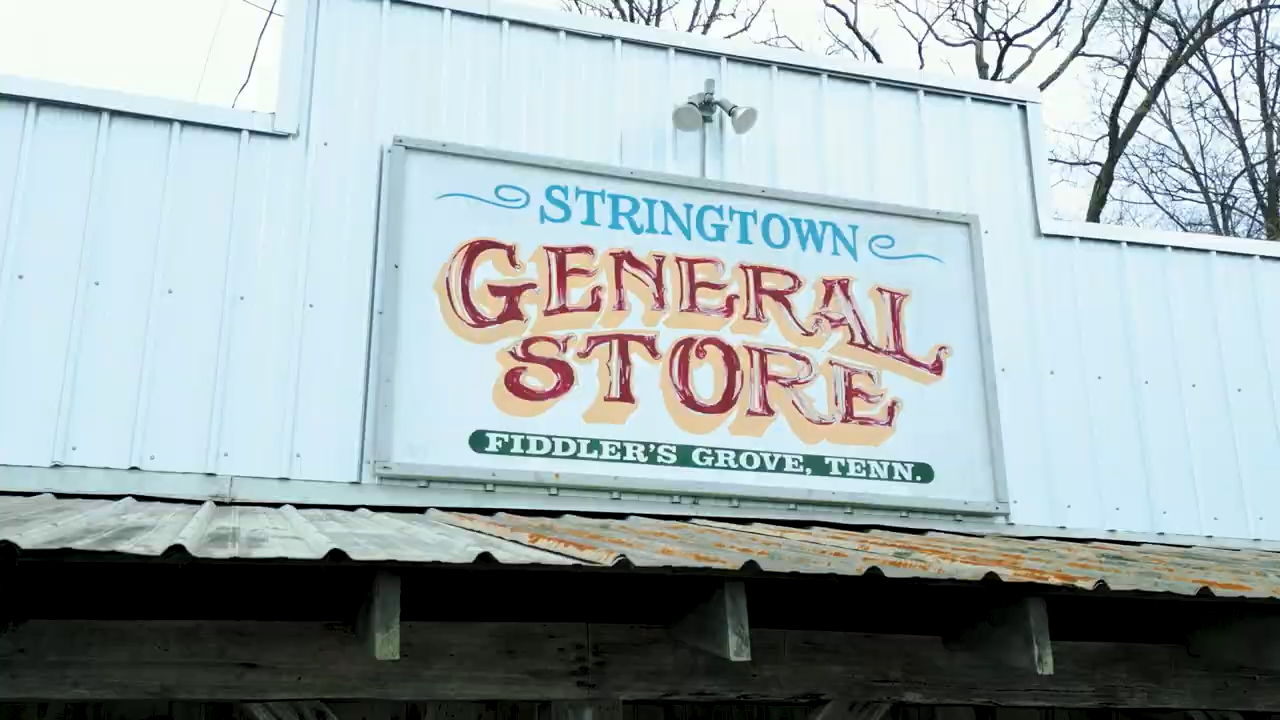 STRINGTOWN
GENERAL
STORE
FIDDLER'S GROVE, TENN.